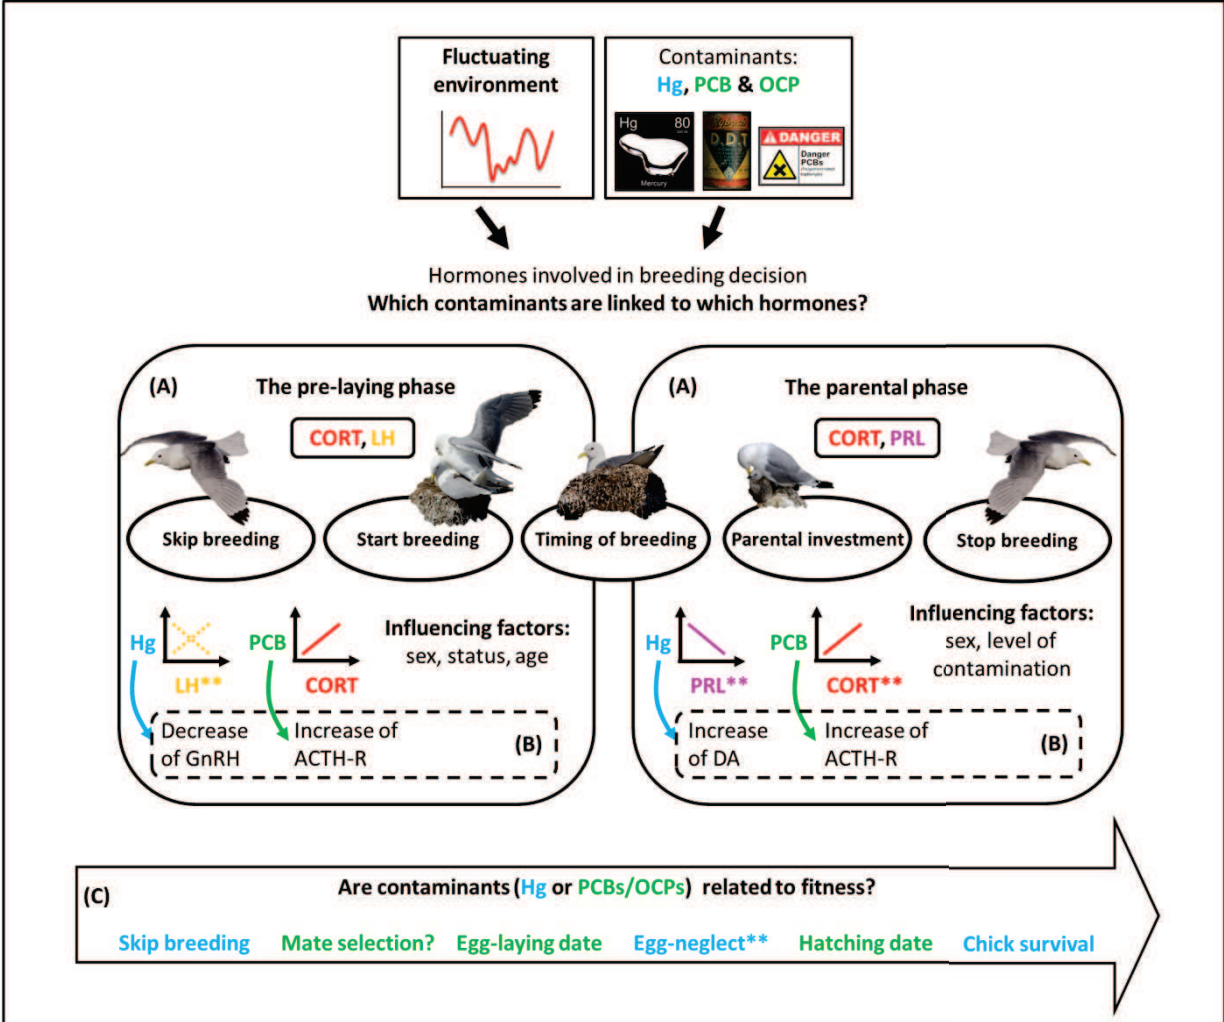 Fluctuating
environment
Contaminants:
Hg, PCB & OCP
Hg 80
Mercury
D.D.T
DANGER
Danger
PCBs
Hormones involved in breeding decision
Which contaminants are linked to which hormones?
(A)
The pre-laying phase
CORT, LH
(A)
The parental phase
CORT, PRL
Skip breeding
Start breeding
Timing of breeding
Parental investment
Stop breeding
Hg
LH**
PCB
CORT
Influencing factors:
sex, status, age
Decrease
of GnRH
Increase of
ACTH-R
(B)
Hg
PRL**
PCB
CORT**
Influencing factors:
sex, level of
contamination
Increase
of DA
Increase of
ACTH-R
(B)
(C)
Are contaminants (Hg or PCBs/OCPs) related to fitness?
Skip breeding Mate selection? Egg-laying date Egg-neglect** Hatching date Chick survival